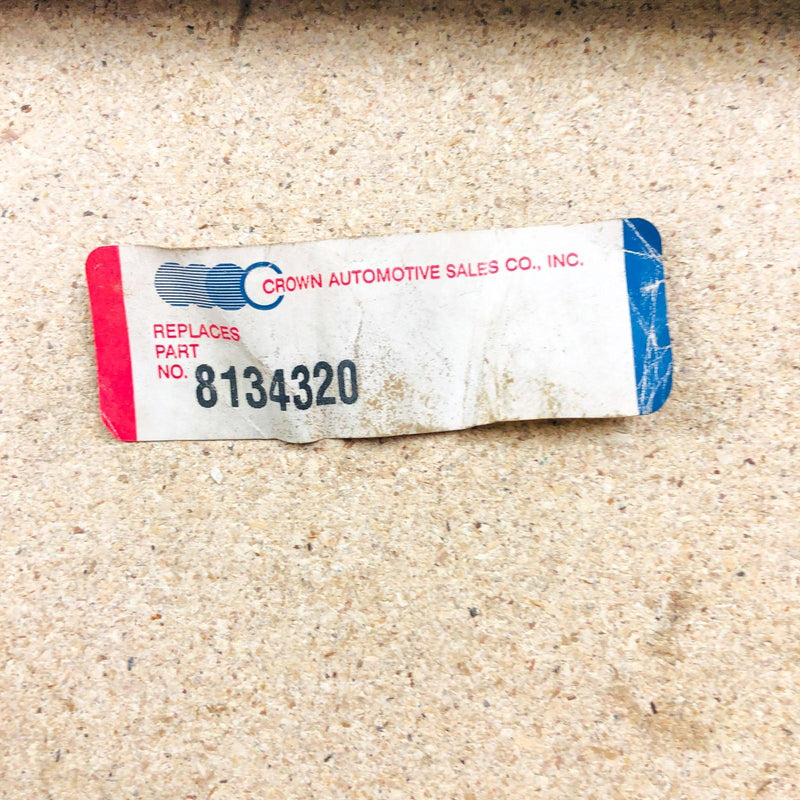 CROWN AUTOMOTIVE SALES CO., INC.
REPLACES
PART
NO. 8134320